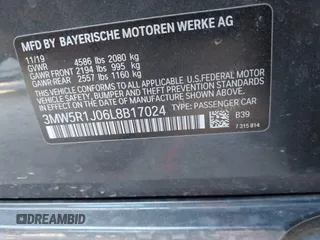 MFD BY BAYERISCHE MOTOREN WERKE AG
11/19
GVWR 4586 lbs 2080 kg
GAWR FRONT 2194 lbs 995 kg
GAWR REAR 2557 lbs 1160 kg
THIS VEHICLE CONFORMS TO ALL APPLICABLE U.S. FEDERAL MOTOR
VEHICLE SAFETY, BUMPER, AND THEFT PREVENTION STANDARDS
IN EFFECT ON THE DATE OF MANUFACTURE SHOWN ABOVE.
3MW5R1J06L8B17024 TYPE: PASSENGER CAR
B39
7 315 814
DREAMBID